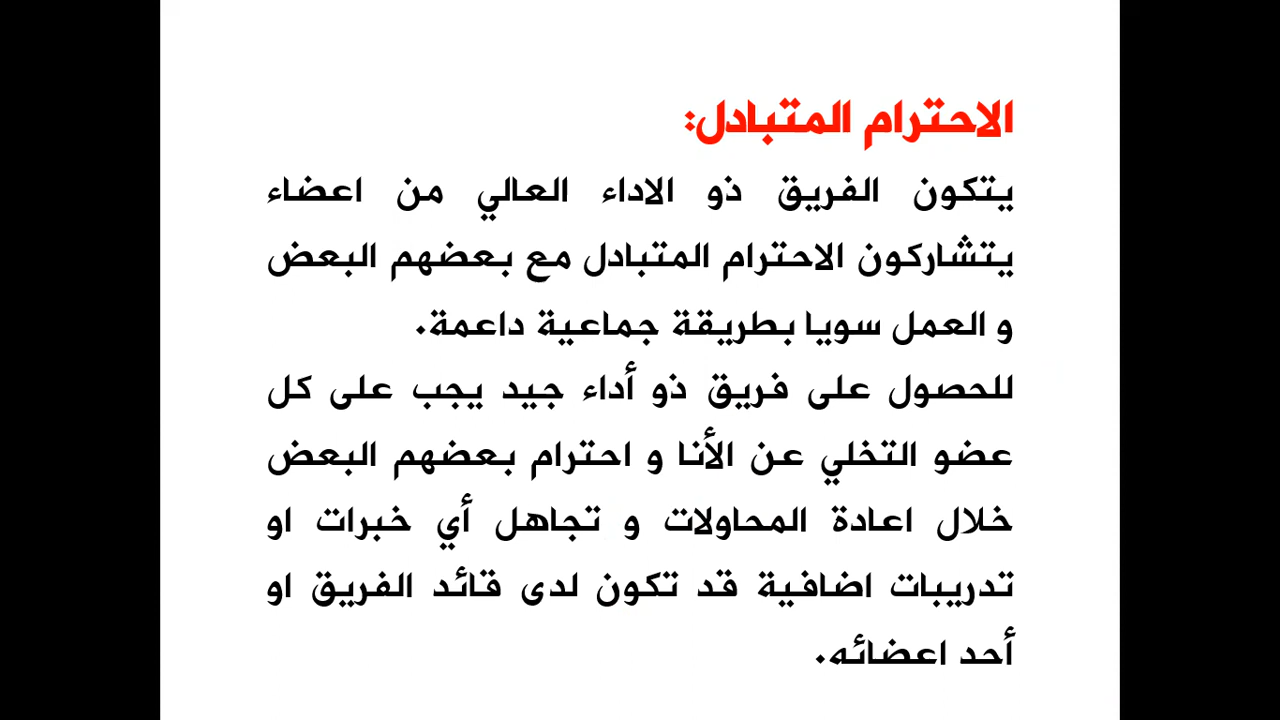 الاحترام المتبادل:
يتكون الفريق ذو الاداء العالي من اعضاء
يتشاركون الاحترام المتبادل مع بعضهم البعض
و العمل سويا بطريقة جماعية داعمة.
للحصول على فريق ذو أداء جيد يجب على كل
عضو التخلي عن الأنا و احترام بعضهم البعض
خلال اعادة المحاولات و تجاهل أي خبرات او
تدريبات اضافية قد تكون لدى قائد الفريق او
أحد اعضائه.